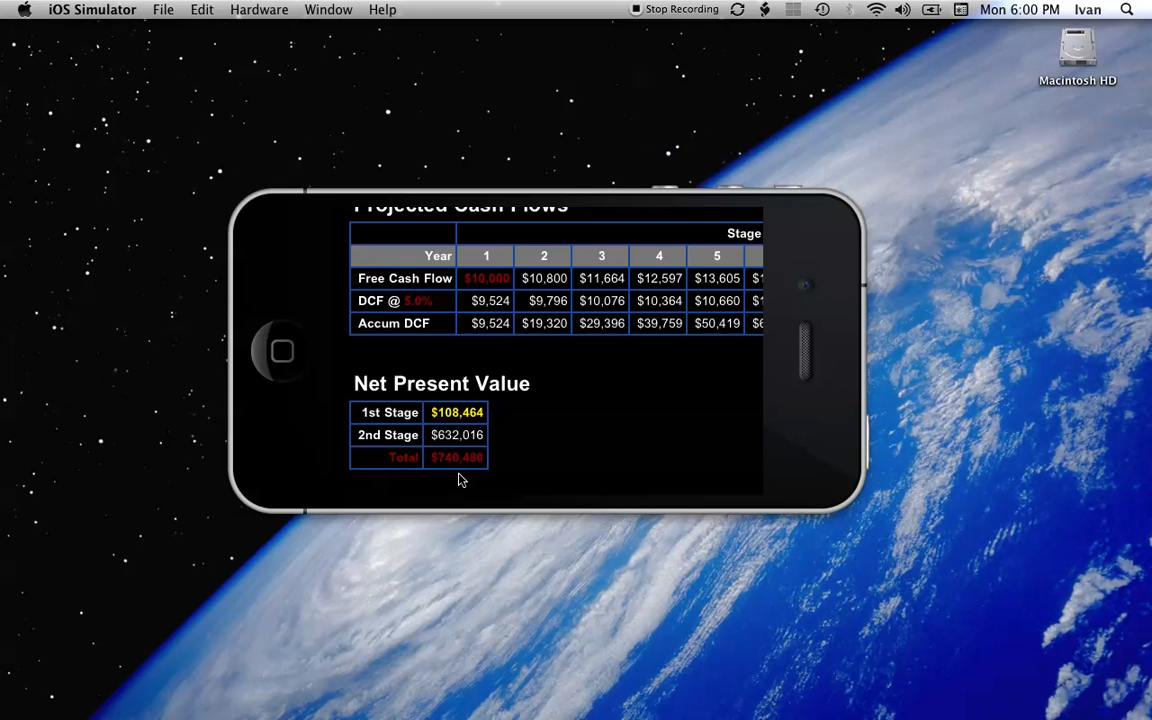 iOS Simulator File Edit Hardware Window Help Stop Recording Mon 6:00 PM Ivan
Macintosh HD
Projected Cash Flows
Stage
Year 1 2 3 4 5
Free Cash Flow $10,000 $10,800 $11,664 $12,597 $13,605
DCF @ 5.0% $9,524 $9,796 $10,076 $10,364 $10,660
Accum DCF $9,524 $19,320 $29,396 $39,759 $50,419
Net Present Value
1st Stage $108,464
2nd Stage $632,016
Total $740,480